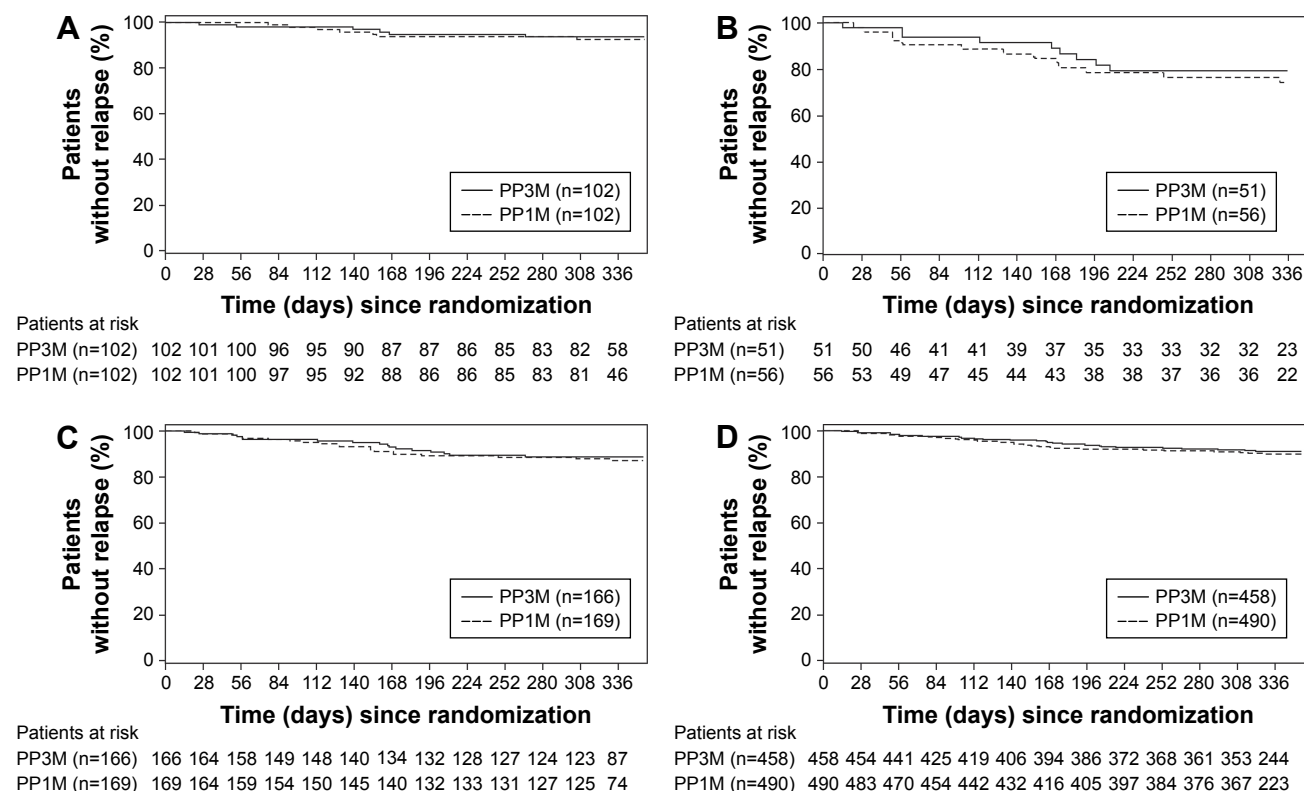 A
Patients
without relapse (%)
100
80
60
40
20
0
PP3M (n=102)
PP1M (n=102)
0 28 56 84 112 140 168 196 224 252 280 308 336
Time (days) since randomization
Patients at risk
PP3M (n=102) 102 101 100 96 95 90 87 87 86 85 83 82 58
PP1M (n=102) 102 101 100 97 95 92 88 86 86 85 83 81 46
B
Patients
without relapse (%)
100
80
60
40
20
0
PP3M (n=51)
PP1M (n=56)
0 28 56 84 112 140 168 196 224 252 280 308 336
Time (days) since randomization
Patients at risk
PP3M (n=51) 51 50 46 41 41 39 37 35 33 33 32 32 23
PP1M (n=56) 56 53 49 47 45 44 43 38 38 37 36 36 22
C
Patients
without relapse (%)
100
80
60
40
20
0
PP3M (n=166)
PP1M (n=169)
0 28 56 84 112 140 168 196 224 252 280 308 336
Time (days) since randomization
Patients at risk
PP3M (n=166) 166 164 158 149 148 140 134 132 128 127 124 123 87
PP1M (n=169) 169 164 159 154 150 145 140 132 133 131 127 125 74
D
Patients
without relapse (%)
100
80
60
40
20
0
PP3M (n=458)
PP1M (n=490)
0 28 56 84 112 140 168 196 224 252 280 308 336
Time (days) since randomization
Patients at risk
PP3M (n=458) 458 454 441 425 419 406 394 386 372 368 361 353 244
PP1M (n=490) 490 483 470 454 442 432 416 405 397 384 376 367 223